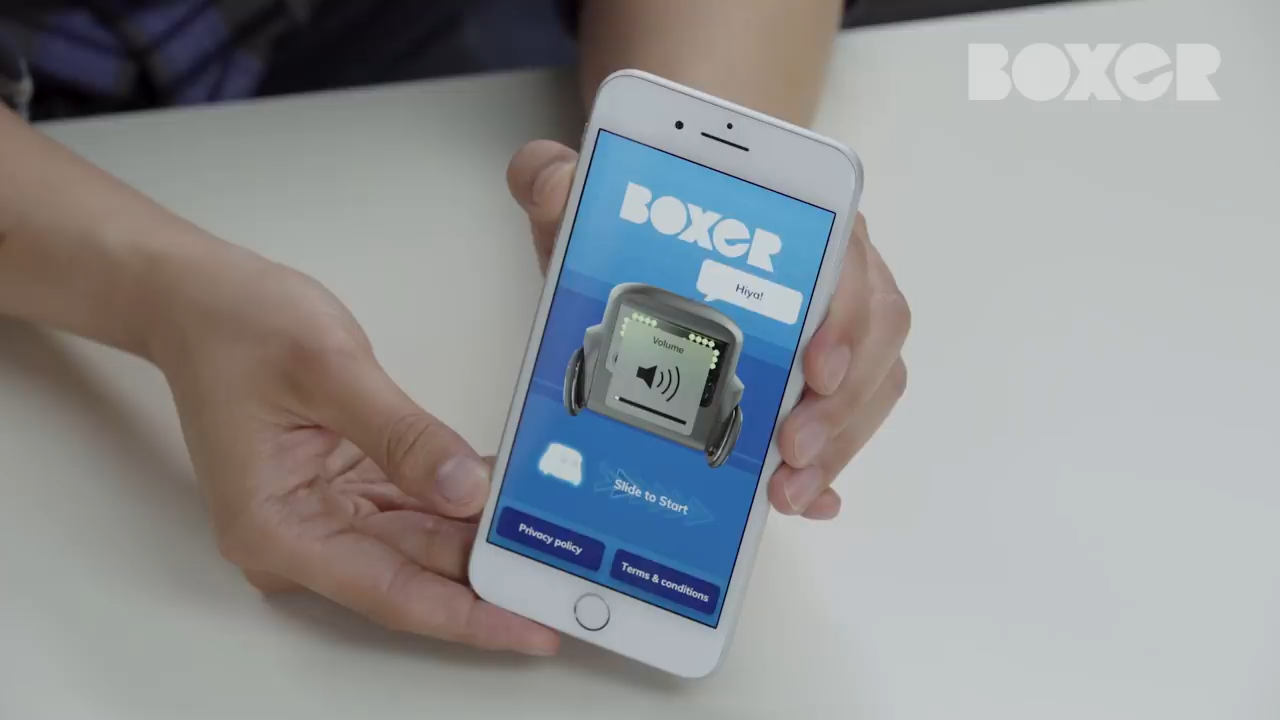 BOXER
BOXER
Hiya!
Volume
Slide to Start
Privacy policy
Terms & conditions